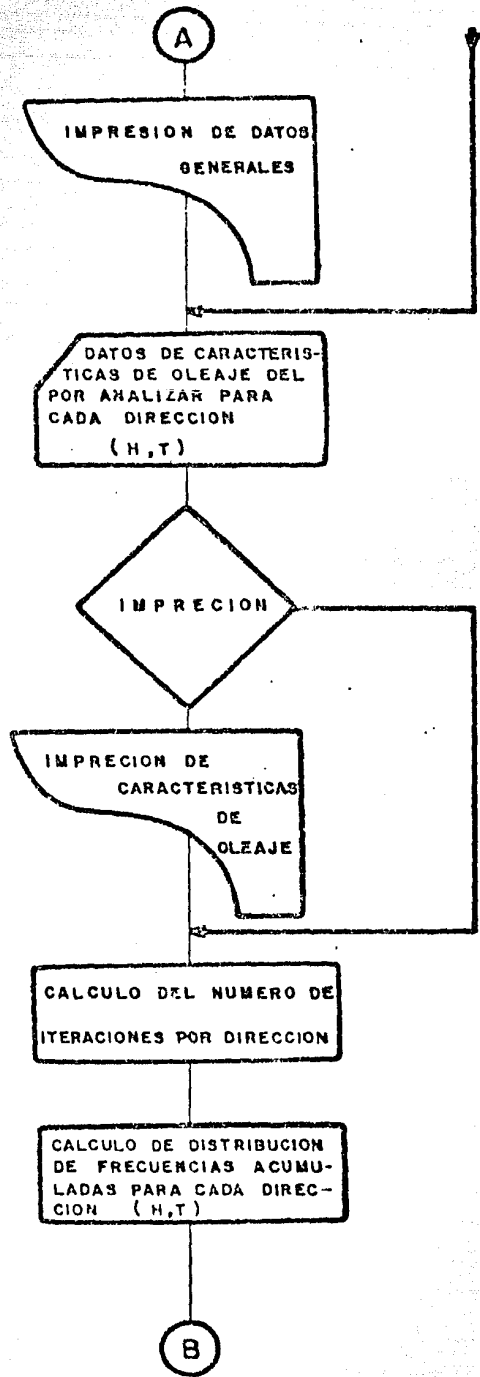 A
IMPRESION DE DATOS
GENERALES
DATOS DE CARACTERIS-
TICAS DE OLEAJE DEL
POR ANALIZAR PARA
CADA DIRECCION
(H,T)
IMPRECION
IMPRECION DE
CARACTERISTICAS
DE
OLEAJE
CALCULO DEL NUMERO DE
ITERACIONES POR DIRECCION
CALCULO DE DISTRIBUCION
DE FRECUENCIAS ACUMU-
LADAS PARA CADA DIREC-
CION (H,T)
B